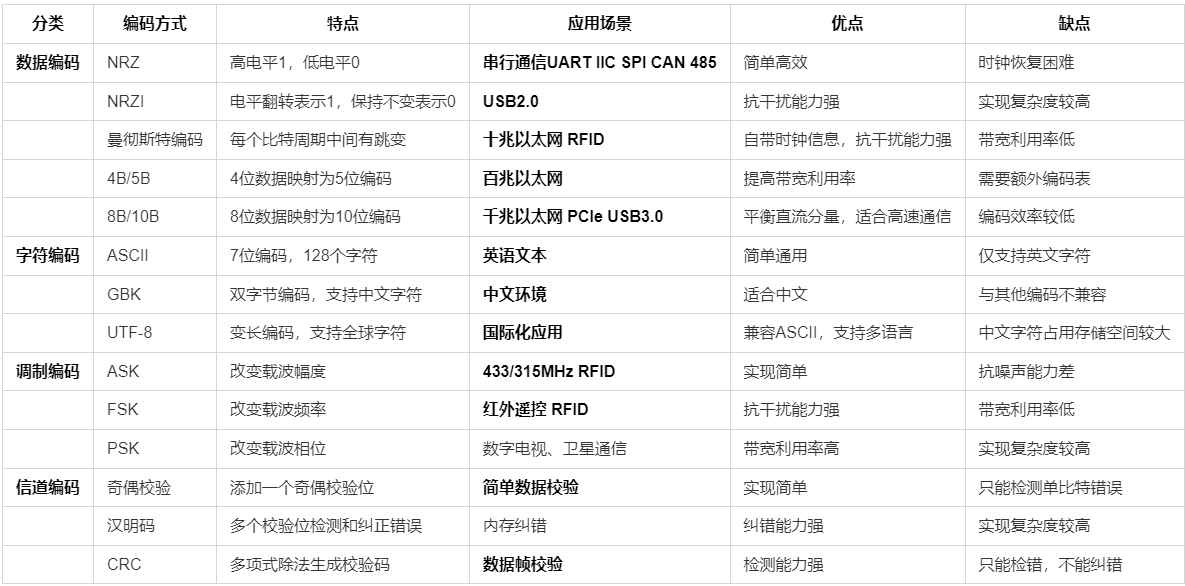 分类 编码方式 特点 应用场景 优点 缺点
数据编码 NRZ 高电平1，低电平0 串行通信UART IIC SPI CAN 485 简单高效 时钟恢复困难
NRZI 电平翻转表示1，保持不变表示0 USB2.0 抗干扰能力强 实现复杂度较高
曼彻斯特编码 每个比特周期中间有跳变 十兆以太网 RFID 自带时钟信息，抗干扰能力强 带宽利用率低
4B/5B 4位数据映射为5位编码 百兆以太网 提高带宽利用率 需要额外编码表
8B/10B 8位数据映射为10位编码 千兆以太网 PCIe USB3.0 平衡直流分量，适合高速通信 编码效率较低
字符编码 ASCII 7位编码，128个字符 英语文本 简单通用 仅支持英文字符
GBK 双字节编码，支持中文字符 中文环境 适合中文 与其他编码不兼容
UTF-8 变长编码，支持全球字符 国际化应用 兼容ASCII，支持多语言 中文字符占用存储空间较大
调制编码 ASK 改变载波幅度 433/315MHz RFID 实现简单 抗噪声能力差
FSK 改变载波频率 红外遥控 RFID 抗干扰能力强 带宽利用率低
PSK 改变载波相位 数字电视、卫星通信 带宽利用率高 实现复杂度较高
信道编码 奇偶校验 添加一个奇偶校验位 简单数据校验 实现简单 只能检测单比特错误
汉明码 多个校验位检测和纠正错误 内存纠错 纠错能力强 实现复杂度较高
CRC 多项式除法生成校验码 数据帧校验 检测能力强 只能检错，不能纠错